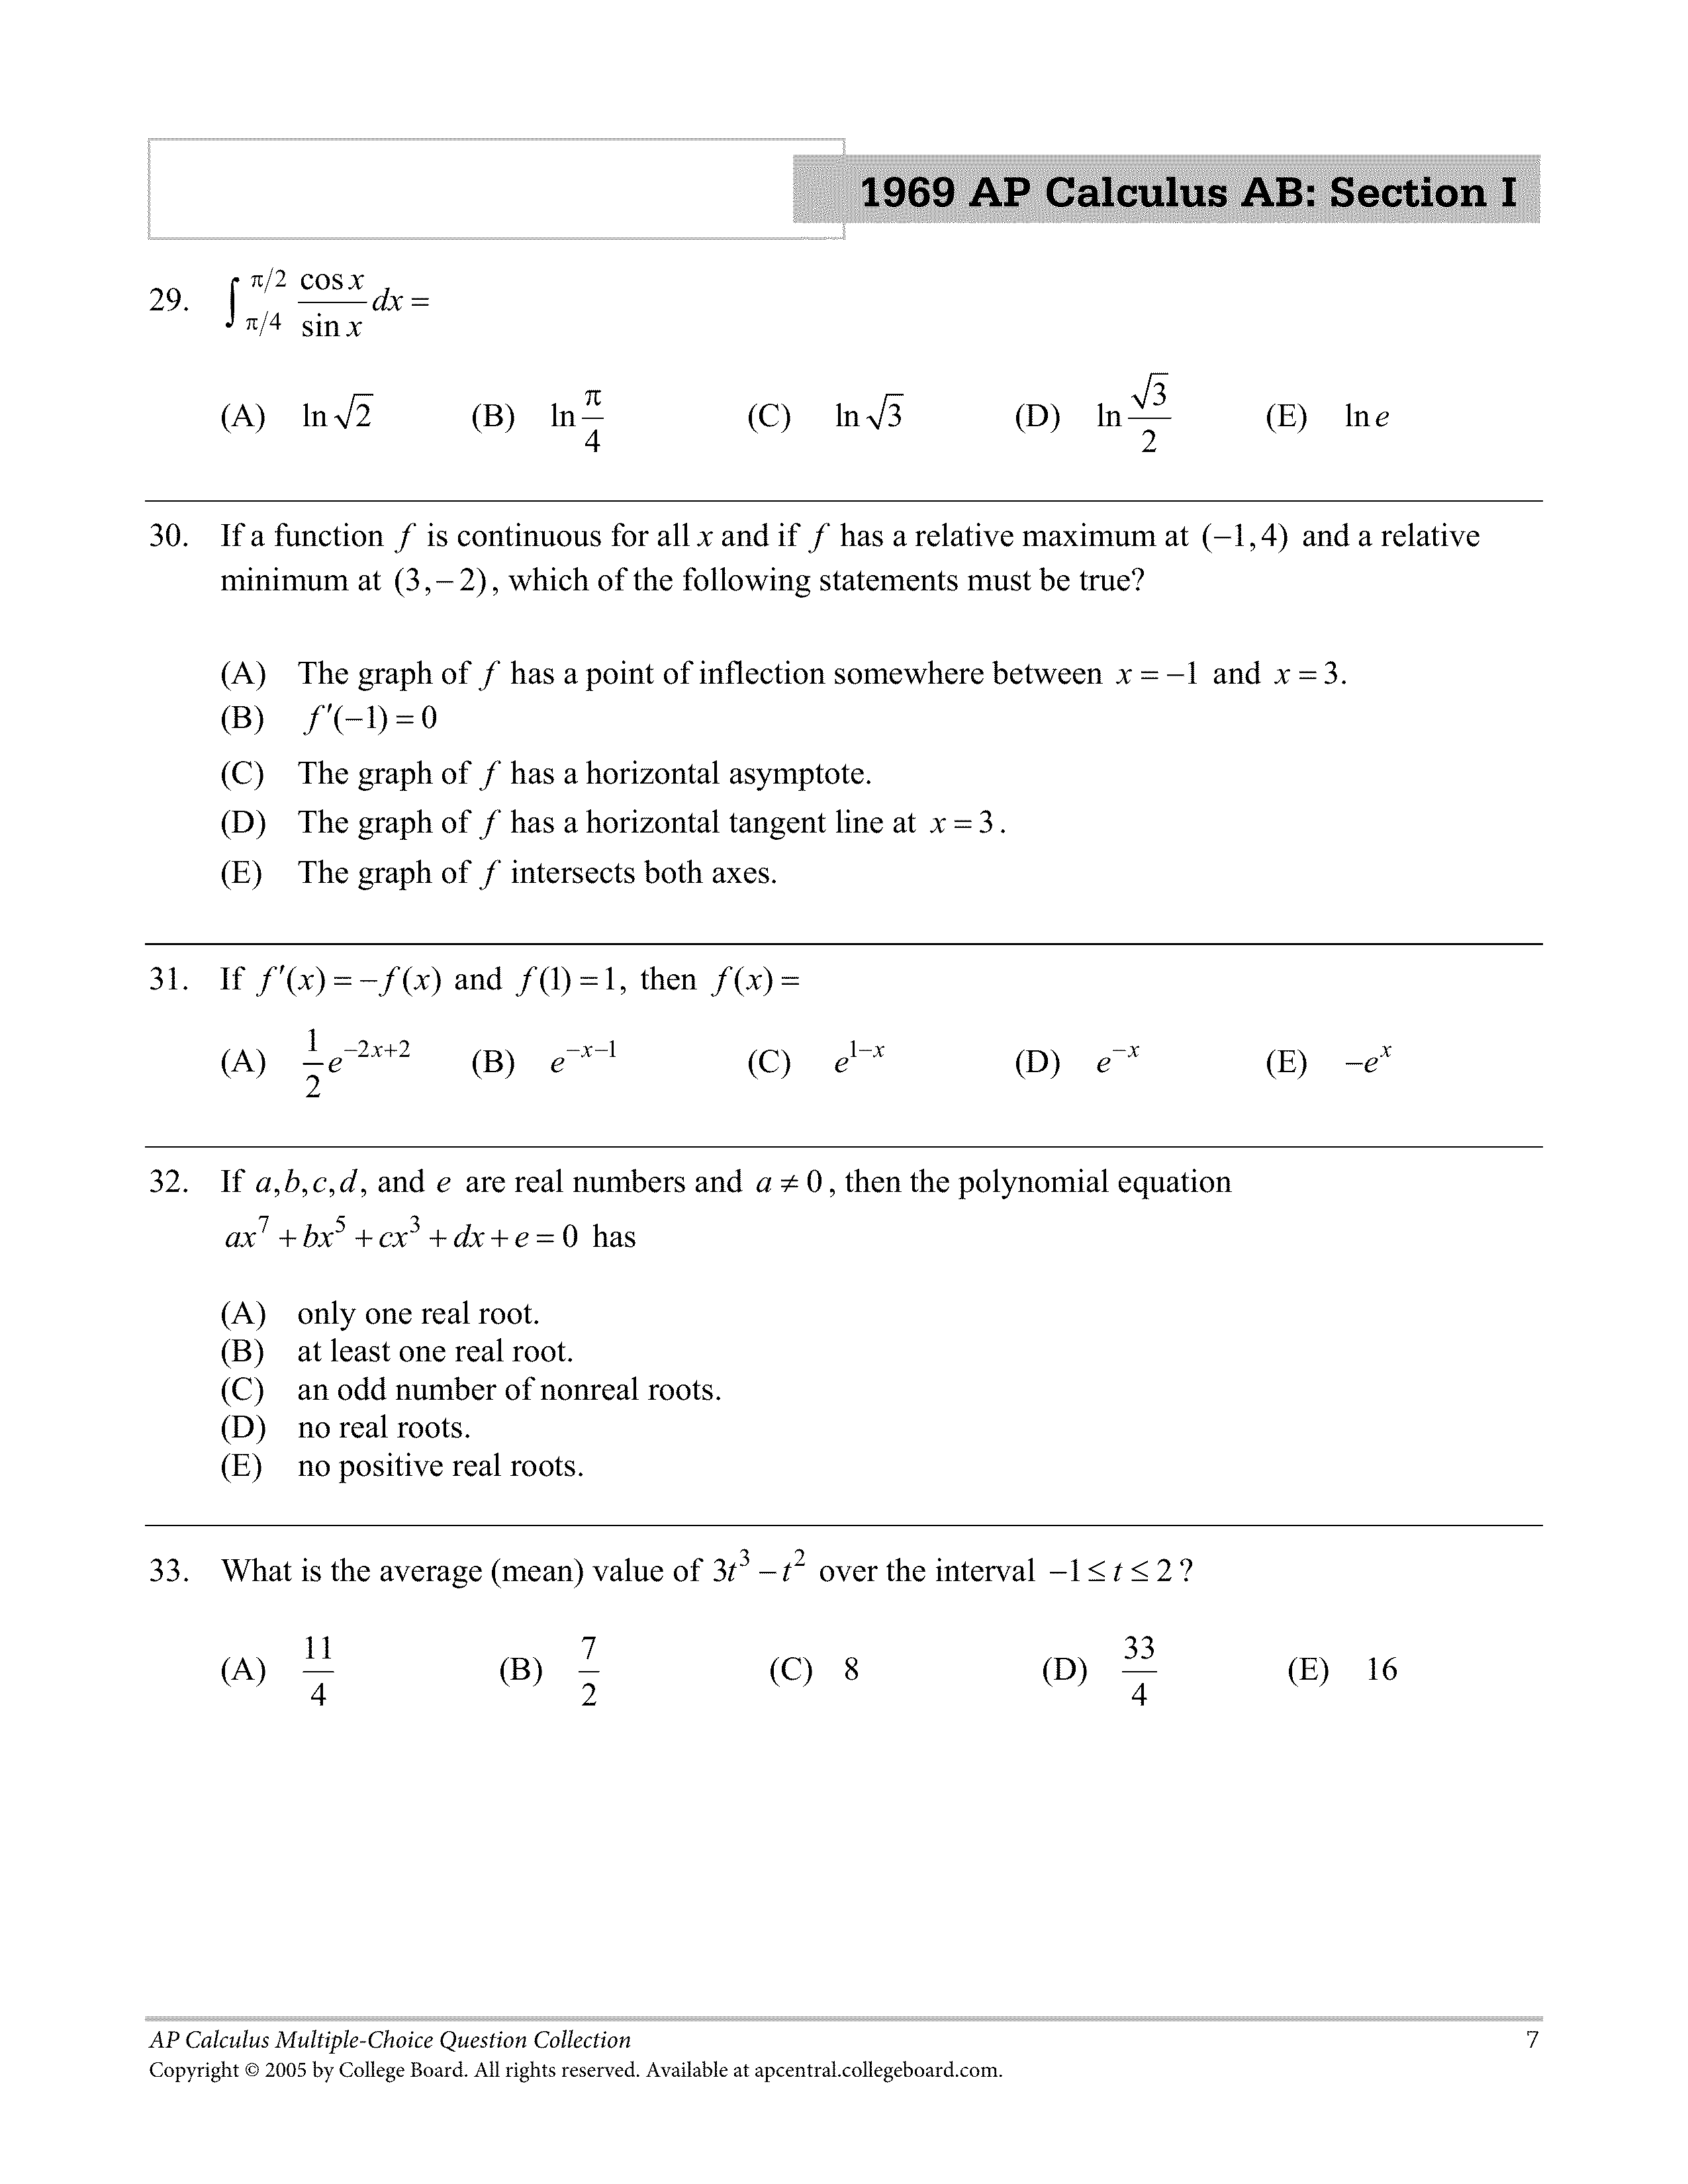 1969 AP Calculus AB: Section I
29. ∫_{π/4}^{π/2} \frac{cos x}{sin x} dx =
(A) ln √2 (B) ln \frac{π}{4} (C) ln √3 (D) ln \frac{√3}{2} (E) ln e
30. If a function f is continuous for all x and if f has a relative maximum at (−1, 4) and a relative
minimum at (3, − 2), which of the following statements must be true?
(A) The graph of f has a point of inflection somewhere between x = −1 and x = 3.
(B) f′(−1) = 0
(C) The graph of f has a horizontal asymptote.
(D) The graph of f has a horizontal tangent line at x = 3.
(E) The graph of f intersects both axes.
31. If f′(x) = −f(x) and f(1) = 1, then f(x) =
(A) \frac{1}{2} e^{−2x+2} (B) e^{−x−1} (C) e^{1−x} (D) e^{−x} (E) −e^{x}
32. If a, b, c, d, and e are real numbers and a ≠ 0, then the polynomial equation
ax^7 + bx^5 + cx^3 + dx + e = 0 has
(A) only one real root.
(B) at least one real root.
(C) an odd number of nonreal roots.
(D) no real roots.
(E) no positive real roots.
33. What is the average (mean) value of 3t^3 − t^2 over the interval −1 ≤ t ≤ 2?
(A) \frac{11}{4} (B) \frac{7}{2} (C) 8 (D) \frac{33}{4} (E) 16
AP Calculus Multiple-Choice Question Collection 7
Copyright © 2005 by College Board. All rights reserved. Available at apcentral.collegeboard.com.